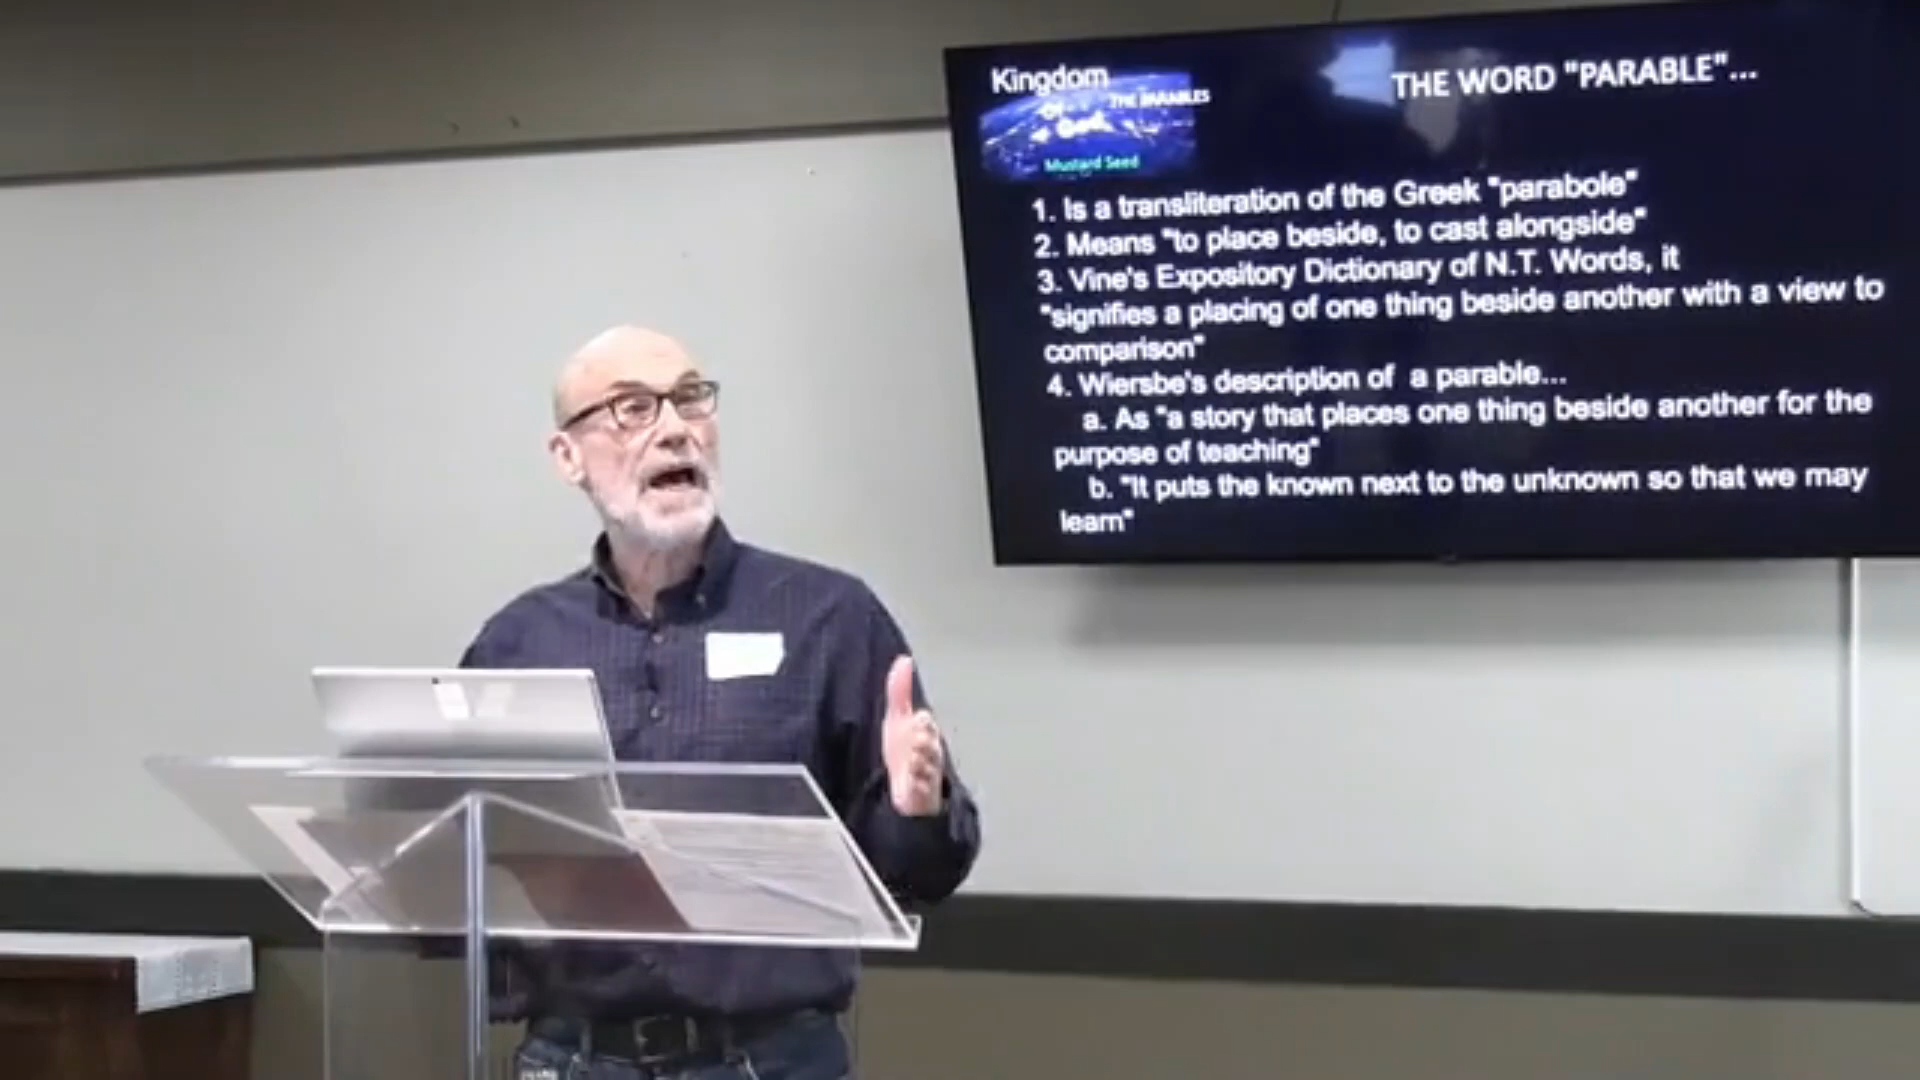 Kingdom
Of THE PARABLES
God
Mustard Seed
THE WORD "PARABLE"...
1. Is a transliteration of the Greek "parabole"
2. Means "to place beside, to cast alongside"
3. Vine's Expository Dictionary of N.T. Words, it
"signifies a placing of one thing beside another with a view to
comparison"
4. Wiersbe's description of a parable...
a. As "a story that places one thing beside another for the
purpose of teaching"
b. "It puts the known next to the unknown so that we may
learn"